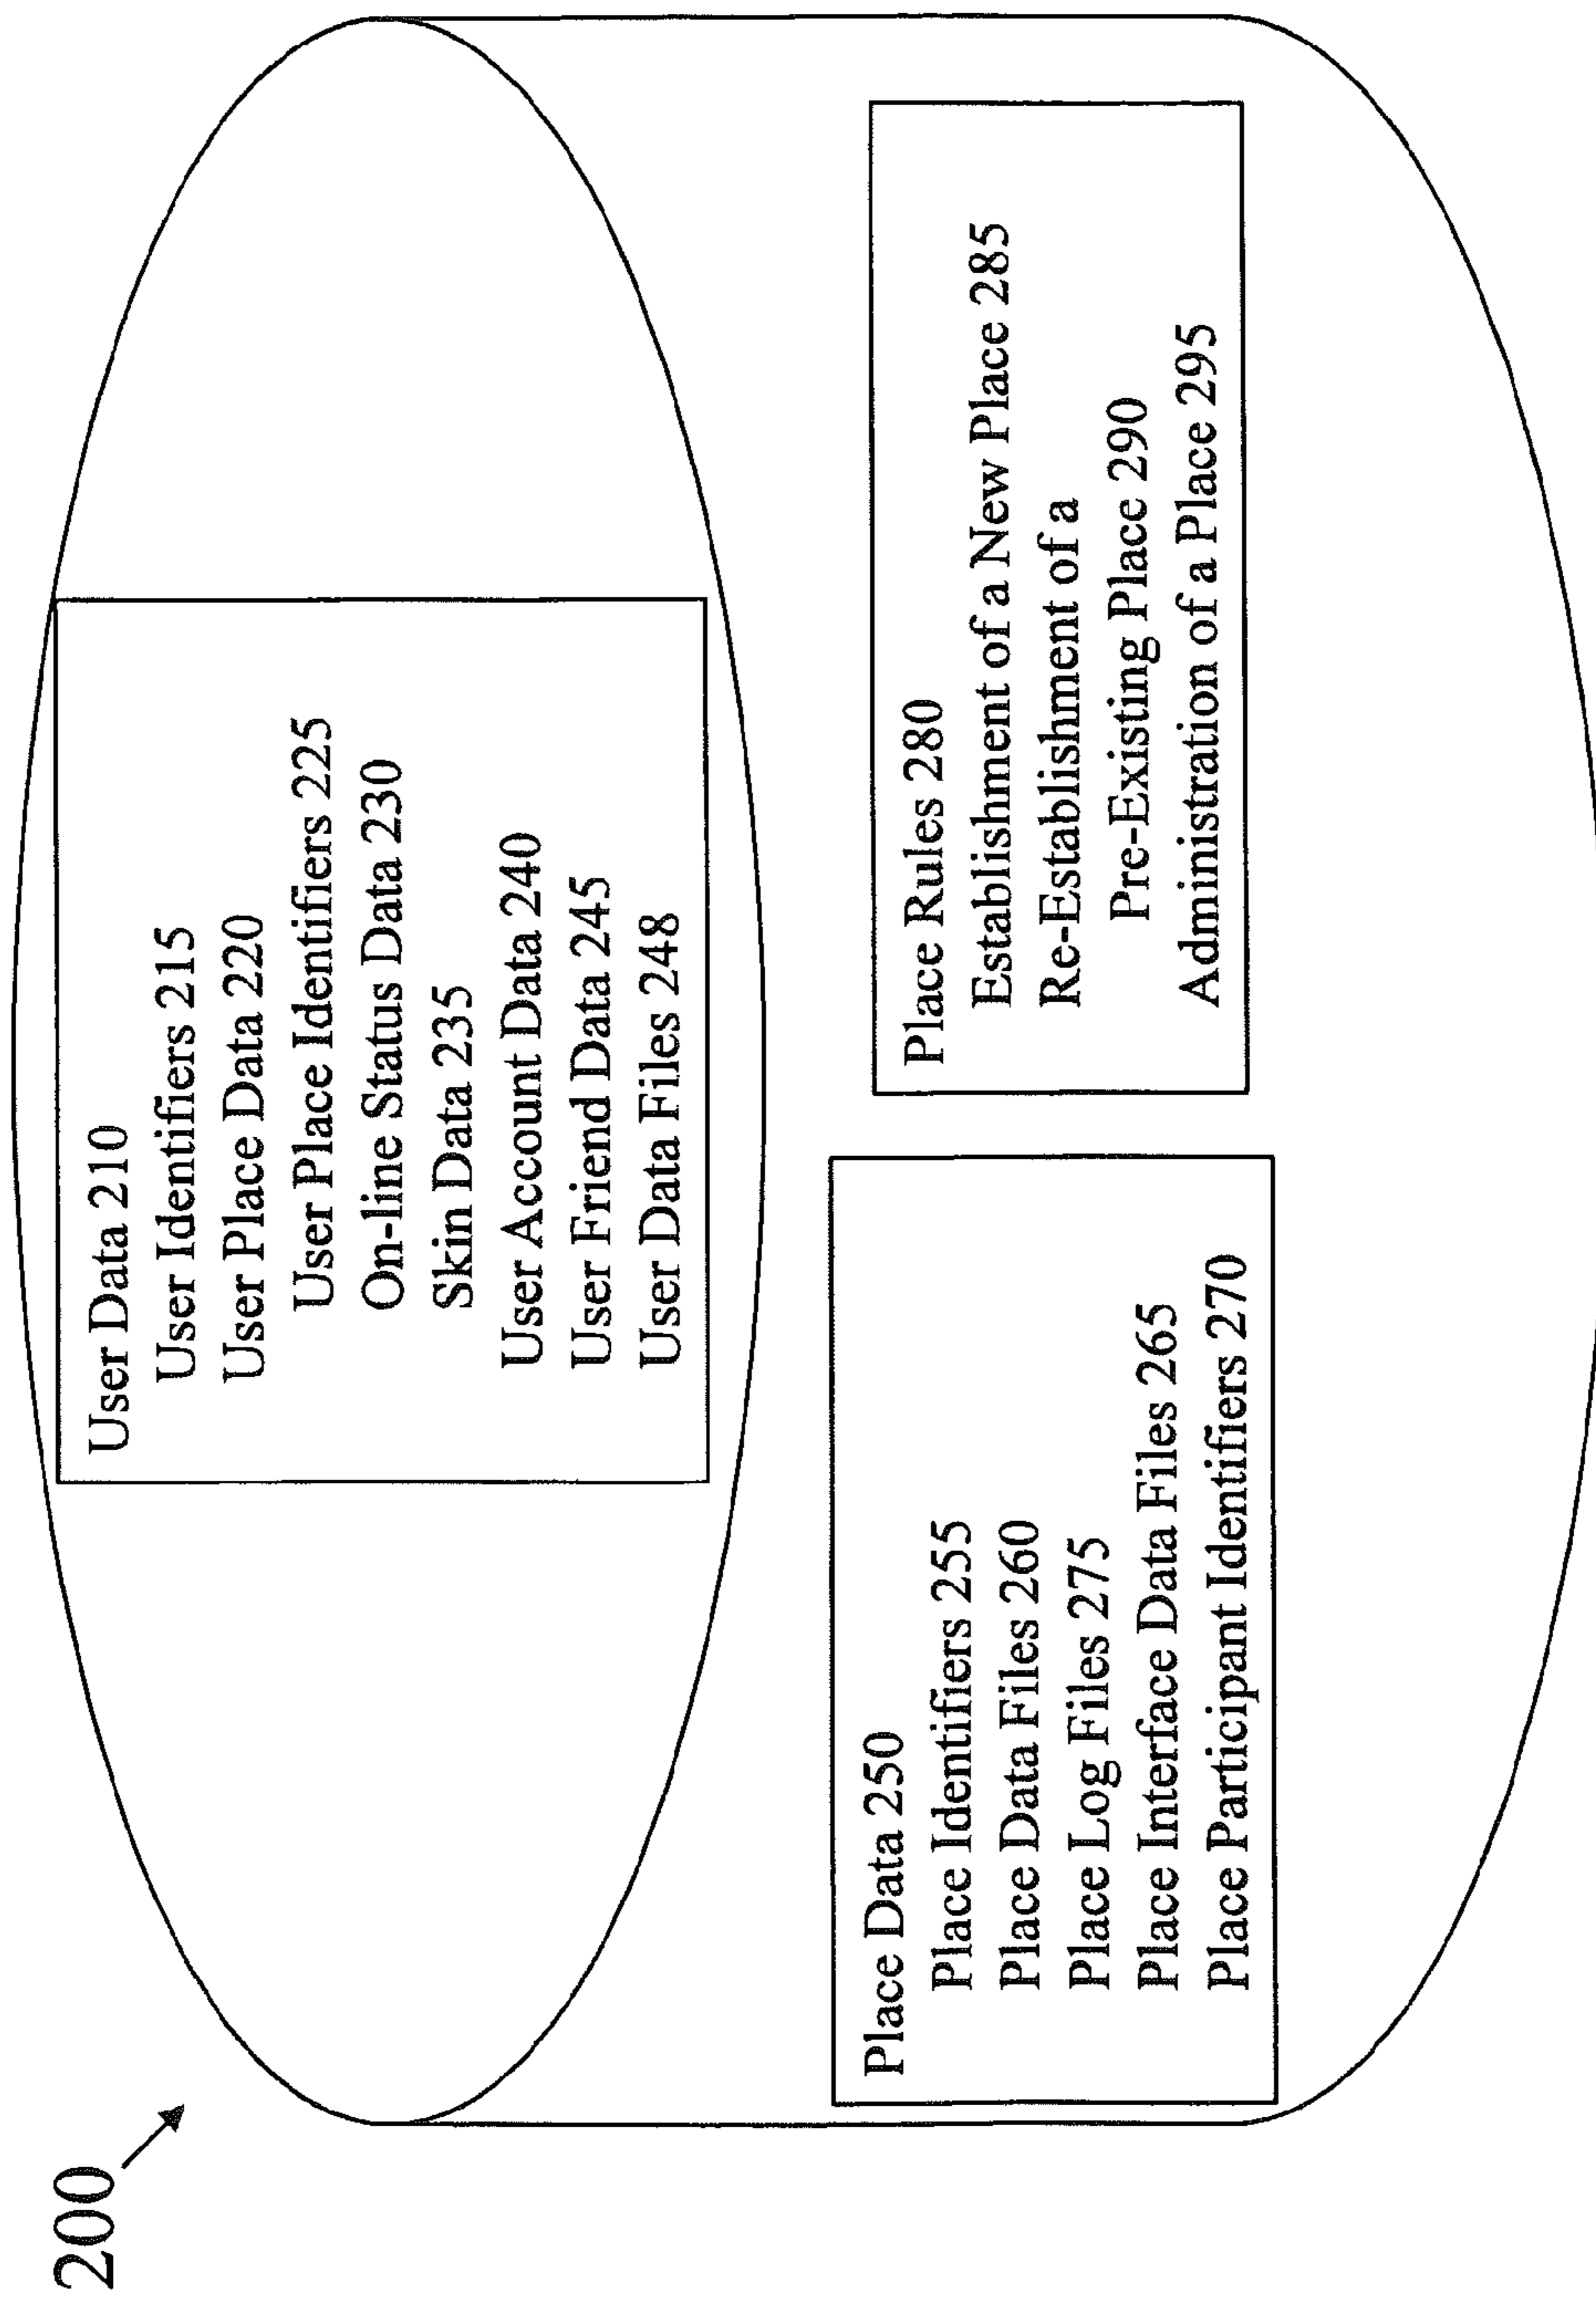 200
User Data 210
User Identifiers 215
User Place Data 220
User Place Identifiers 225
On-line Status Data 230
Skin Data 235
User Account Data 240
User Friend Data 245
User Data Files 248
Place Data 250
Place Identifiers 255
Place Data Files 260
Place Log Files 275
Place Interface Data Files 265
Place Participant Identifiers 270
Place Rules 280
Establishment of a New Place 285
Re-Establishment of a
Pre-Existing Place 290
Administration of a Place 295